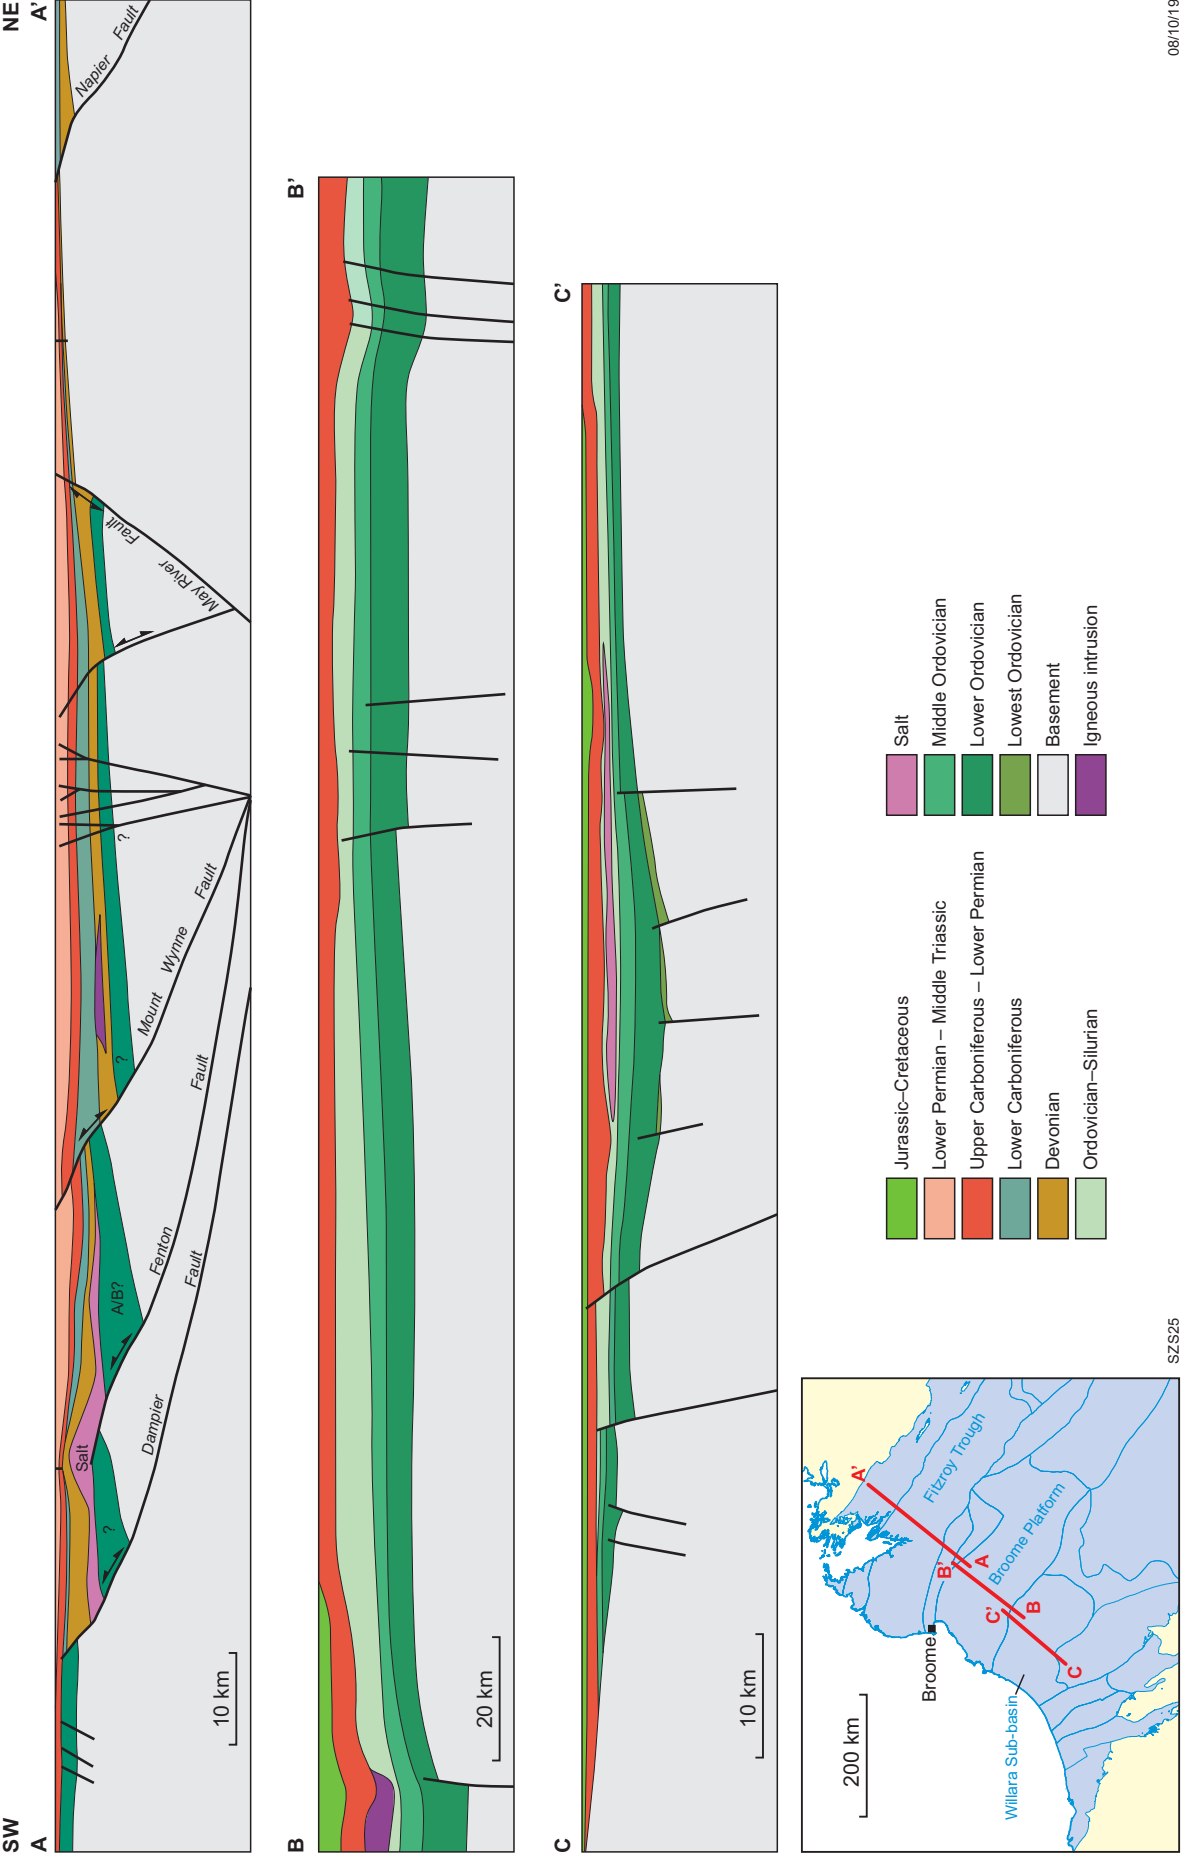 SW
NE
A
A'
Salt
A/B?
?
?
?
Dampier
Fault
Fenton
Fault
Mount Wynne Fault
May River
Fault
Napier Fault
10 km
B
B'
20 km
C
C'
10 km
Jurassic–Cretaceous
Lower Permian – Middle Triassic
Upper Carboniferous – Lower Permian
Lower Carboniferous
Devonian
Ordovician–Silurian
Salt
Middle Ordovician
Lower Ordovician
Lowest Ordovician
Basement
Igneous intrusion
200 km
Broome
Willara Sub-basin
Fitzroy Trough
Broome Platform
A
A'
B
B'
C
C'
SZS25
08/10/19